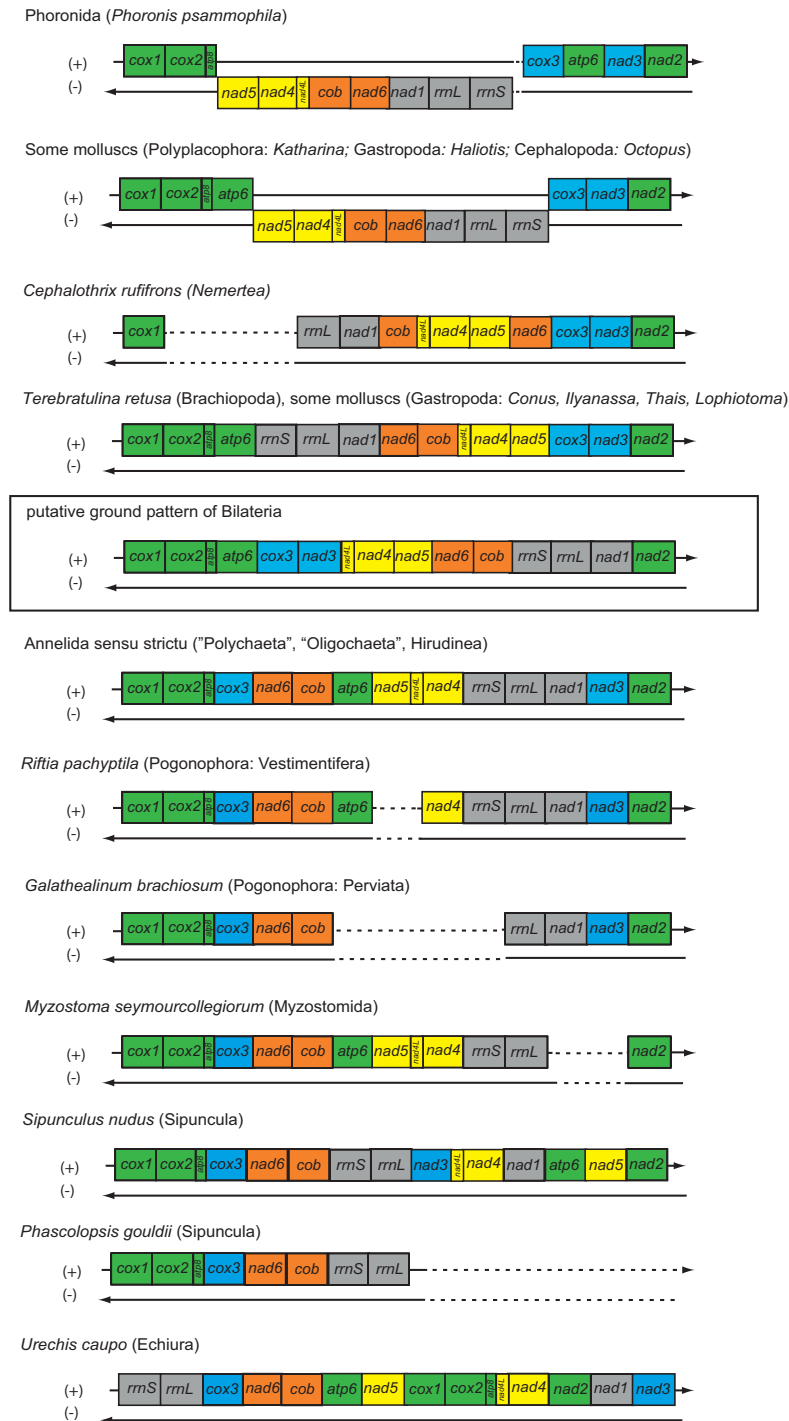 Phoronida (Phoronis psammophila)
(+) cox1 cox2 atp8 cox3 atp6 nad3 nad2
(-) nad5 nad4 nad4L cob nad6 nad1 rrnL rrnS
Some molluscs (Polyplacophora: Katharina; Gastropoda: Haliotis; Cephalopoda: Octopus)
(+) cox1 cox2 atp8 atp6 cox3 nad3 nad2
(-) nad5 nad4 nad4L cob nad6 nad1 rrnL rrnS
Cephalothrix rufifrons (Nemertea)
(+) cox1 rrnL nad1 cob nad4L nad4 nad5 nad6 cox3 nad3 nad2
(-)
Terebratulina retusa (Brachiopoda), some molluscs (Gastropoda: Conus, Ilyanassa, Thais, Lophiotoma)
(+) cox1 cox2 atp8 atp6 rrnS rrnL nad1 nad6 cob nad4L nad4 nad5 cox3 nad3 nad2
(-)
putative ground pattern of Bilateria
(+) cox1 cox2 atp8 atp6 cox3 nad3 nad4L nad4 nad5 nad6 cob rrnS rrnL nad1 nad2
(-)
Annelida sensu strictu ("Polychaeta", "Oligochaeta", Hirudinea)
(+) cox1 cox2 atp8 cox3 nad6 cob atp6 nad5 nad4L nad4 rrnS rrnL nad1 nad3 nad2
(-)
Riftia pachyptila (Pogonophora: Vestimentifera)
(+) cox1 cox2 atp8 cox3 nad6 cob atp6 nad4 rrnS rrnL nad1 nad3 nad2
(-)
Galathealinum brachiosum (Pogonophora: Perviata)
(+) cox1 cox2 atp8 cox3 nad6 cob rrnL nad1 nad3 nad2
(-)
Myzostoma seymourcollegiorum (Myzostomida)
(+) cox1 cox2 atp8 cox3 nad6 cob atp6 nad5 nad4L nad4 rrnS rrnL nad2
(-)
Sipunculus nudus (Sipuncula)
(+) cox1 cox2 atp8 cox3 nad6 cob rrnS rrnL nad3 nad4L nad4 nad1 atp6 nad5 nad2
(-)
Phascolopsis gouldii (Sipuncula)
(+) cox1 cox2 atp8 cox3 nad6 cob rrnS rrnL
(-)
Urechis caupo (Echiura)
(+) rrnS rrnL cox3 nad6 cob atp6 nad5 cox1 cox2 atp8 nad4L nad4 nad2 nad1 nad3
(-)